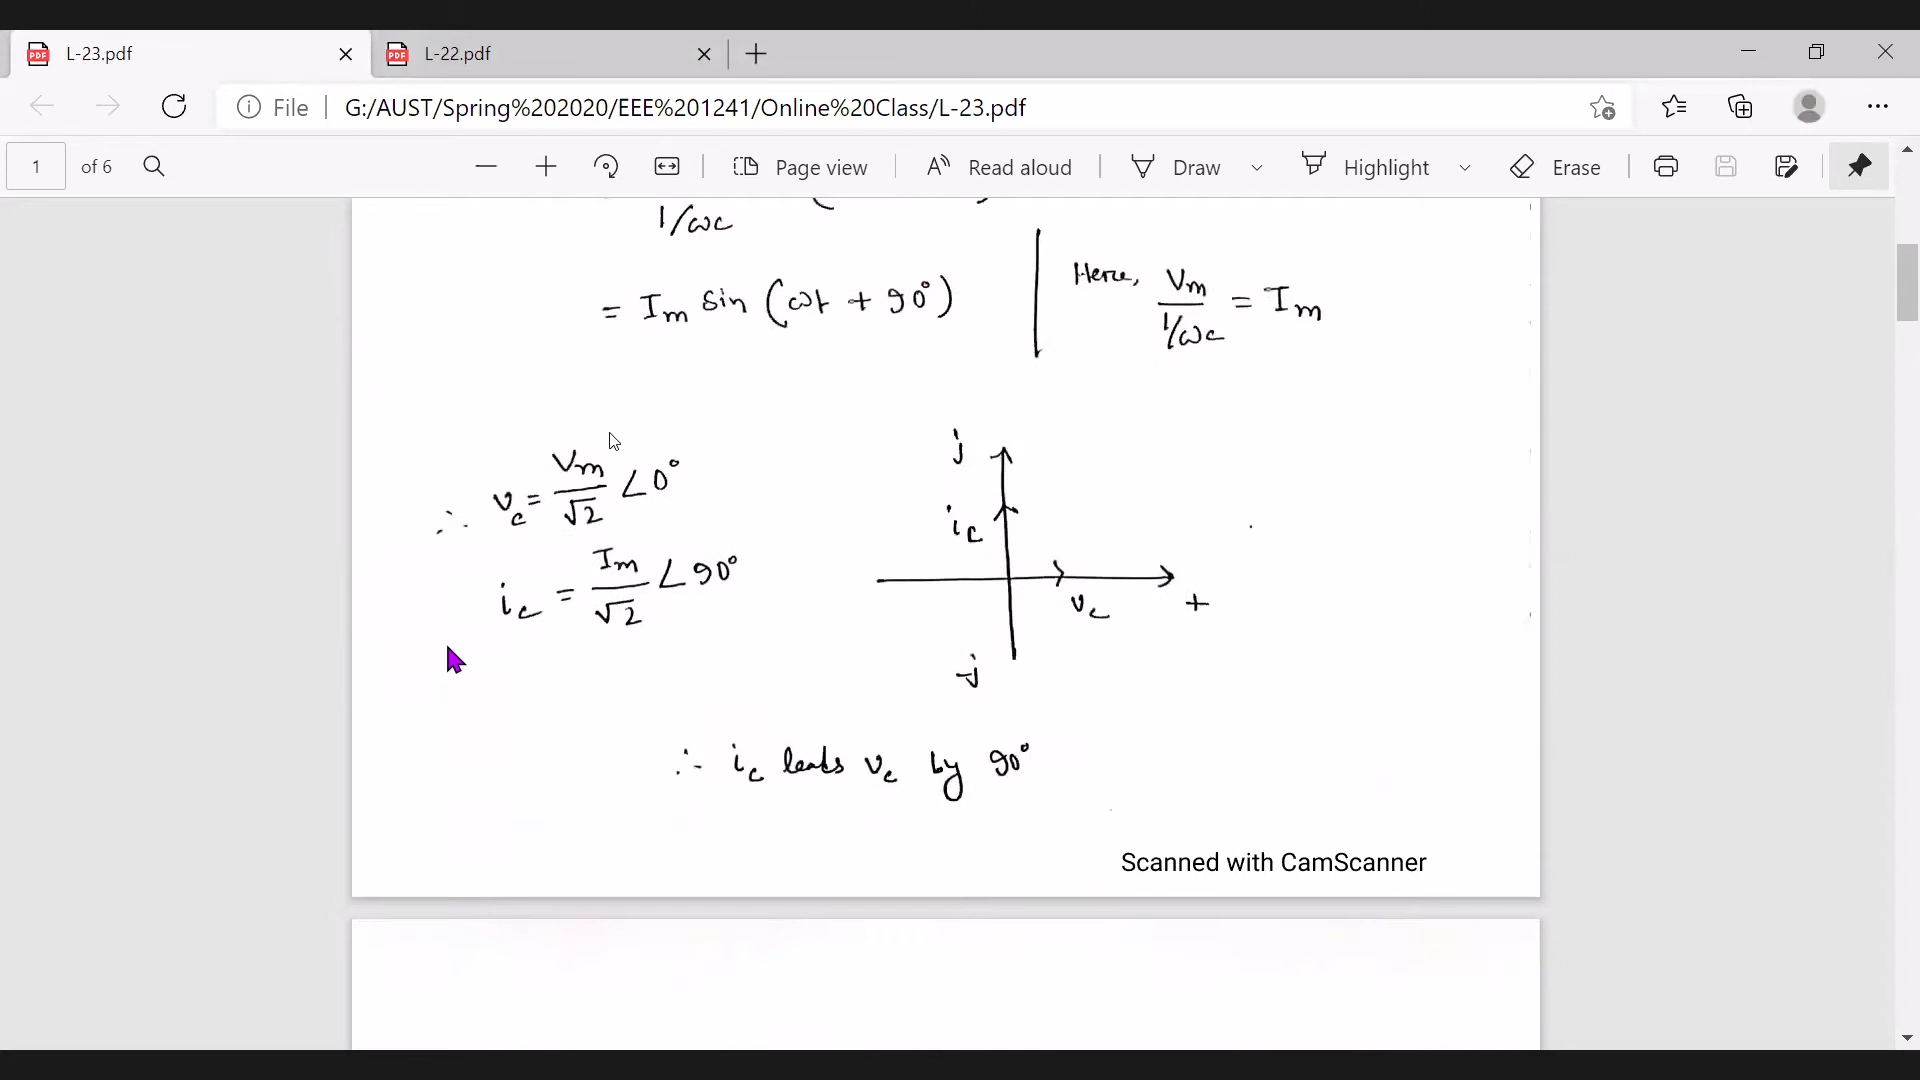 L-23.pdf
L-22.pdf
File
G:/AUST/Spring%202020/EEE%201241/Online%20Class/L-23.pdf
1 of 6
Page view
Read aloud
Draw
Highlight
Erase
1/ωc
= Im sin (ωt + 90°)
Here, Vm / 1/ωc = Im
∴ vc = Vm/√2 ∠0°
ic = Im/√2 ∠90°
j
ic
vc
+
-j
∴ ic leads vc by 90°
Scanned with CamScanner